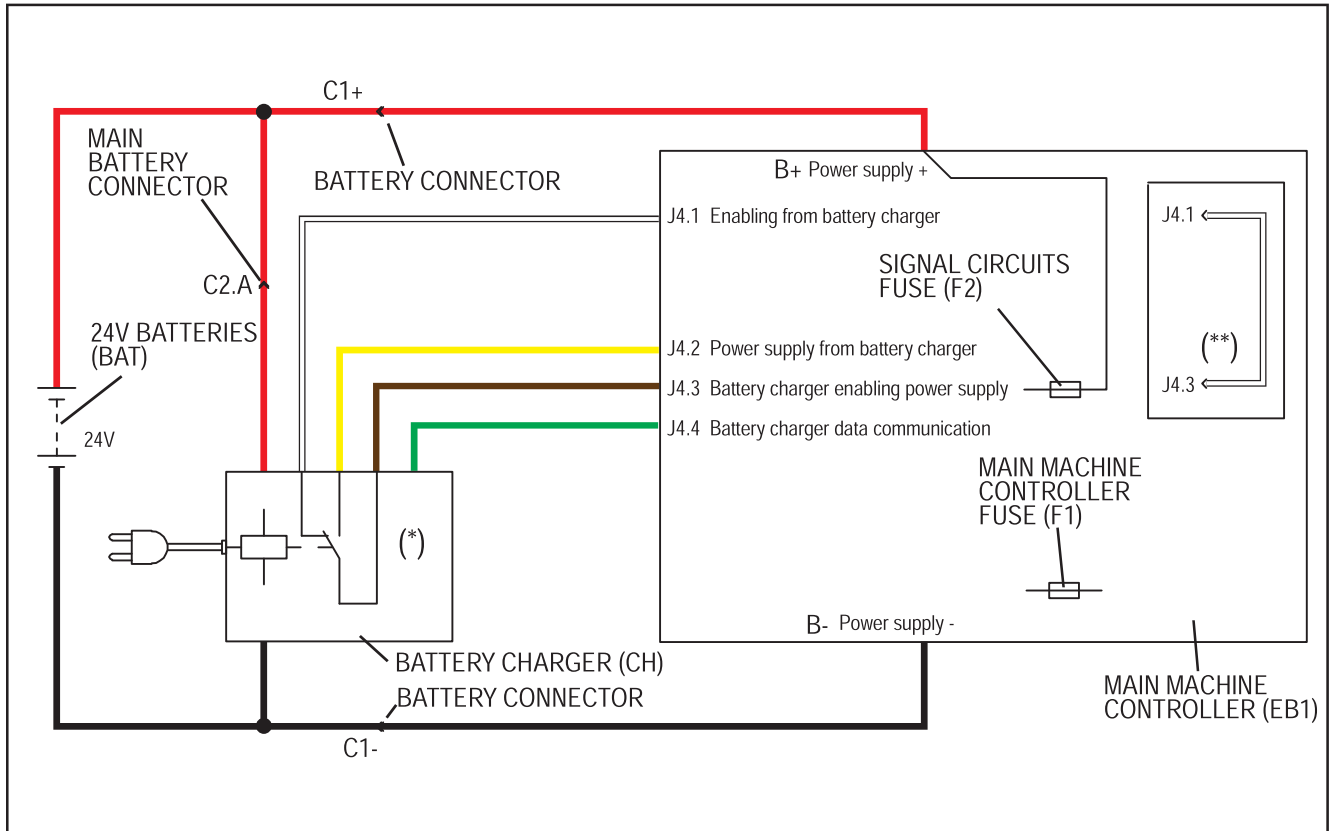 C1+
MAIN
BATTERY
CONNECTOR
BATTERY CONNECTOR
B+ Power supply +
J4.1 Enabling from battery charger
J4.1
C2.A
SIGNAL CIRCUITS
FUSE (F2)
24V BATTERIES
(BAT)
J4.2 Power supply from battery charger
(**)
J4.3 Battery charger enabling power supply
J4.3
J4.4 Battery charger data communication
24V
MAIN MACHINE
CONTROLLER
FUSE (F1)
(*)
B- Power supply -
BATTERY CHARGER (CH)
BATTERY CONNECTOR
MAIN MACHINE
CONTROLLER (EB1)
C1-